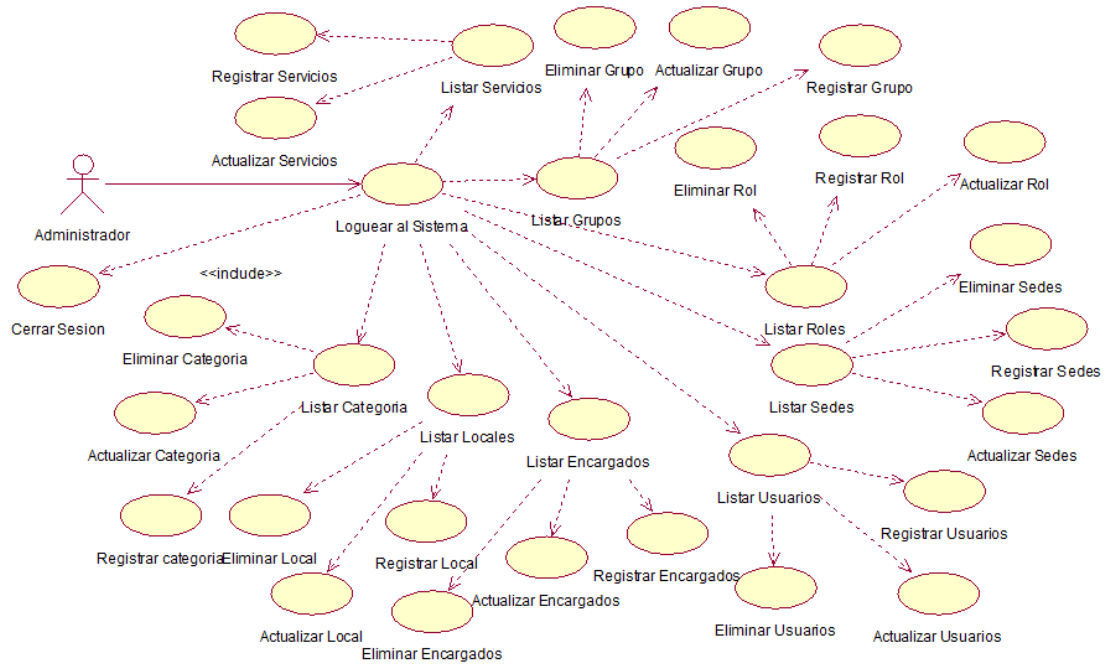 Registrar Servicios
Listar Servicios
Eliminar Grupo
Actualizar Grupo
Registrar Grupo
Actualizar Servicios
Eliminar Rol
Registrar Rol
Actualizar Rol
Administrador
Loguear al Sistema
Listar Grupos
<<include>>
Cerrar Sesion
Listar Roles
Eliminar Sedes
Eliminar Categoria
Registrar Sedes
Listar Categoria
Listar Locales
Listar Sedes
Actualizar Categoria
Listar Encargados
Actualizar Sedes
Listar Usuarios
Registrar categoria
Eliminar Local
Registrar Local
Registrar Encargados
Registrar Usuarios
Actualizar Encargados
Actualizar Local
Eliminar Encargados
Eliminar Usuarios
Actualizar Usuarios